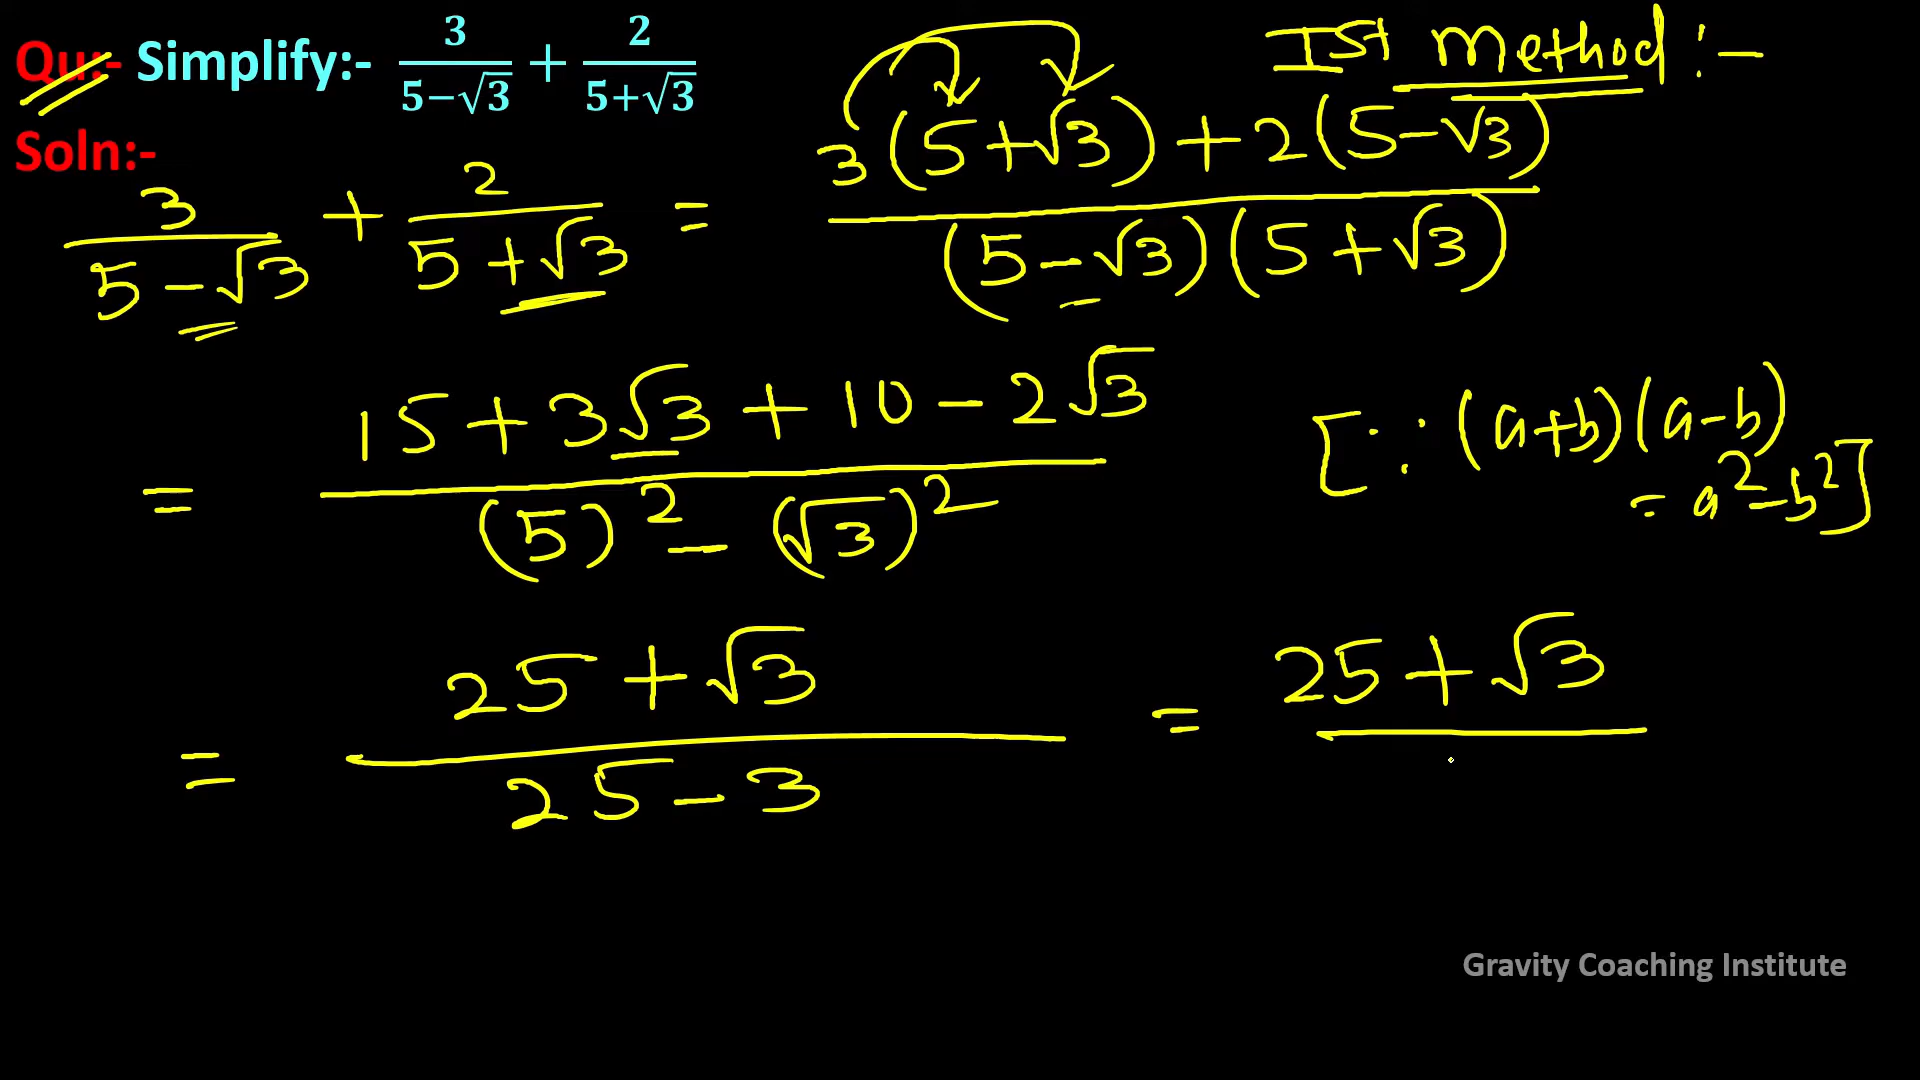 Qu:- Simplify:- 3/(5−√3) + 2/(5+√3)
Ist Method :-
Soln:-
3/(5−√3) + 2/(5+√3) = (3(5+√3)+2(5−√3))/((5−√3)(5+√3))
= (15+3√3+10−2√3)/((5)²−(√3)²) [∵ (a+b)(a−b)
= a²−b²]
= (25+√3)/(25−3) = 25+√3
Gravity Coaching Institute